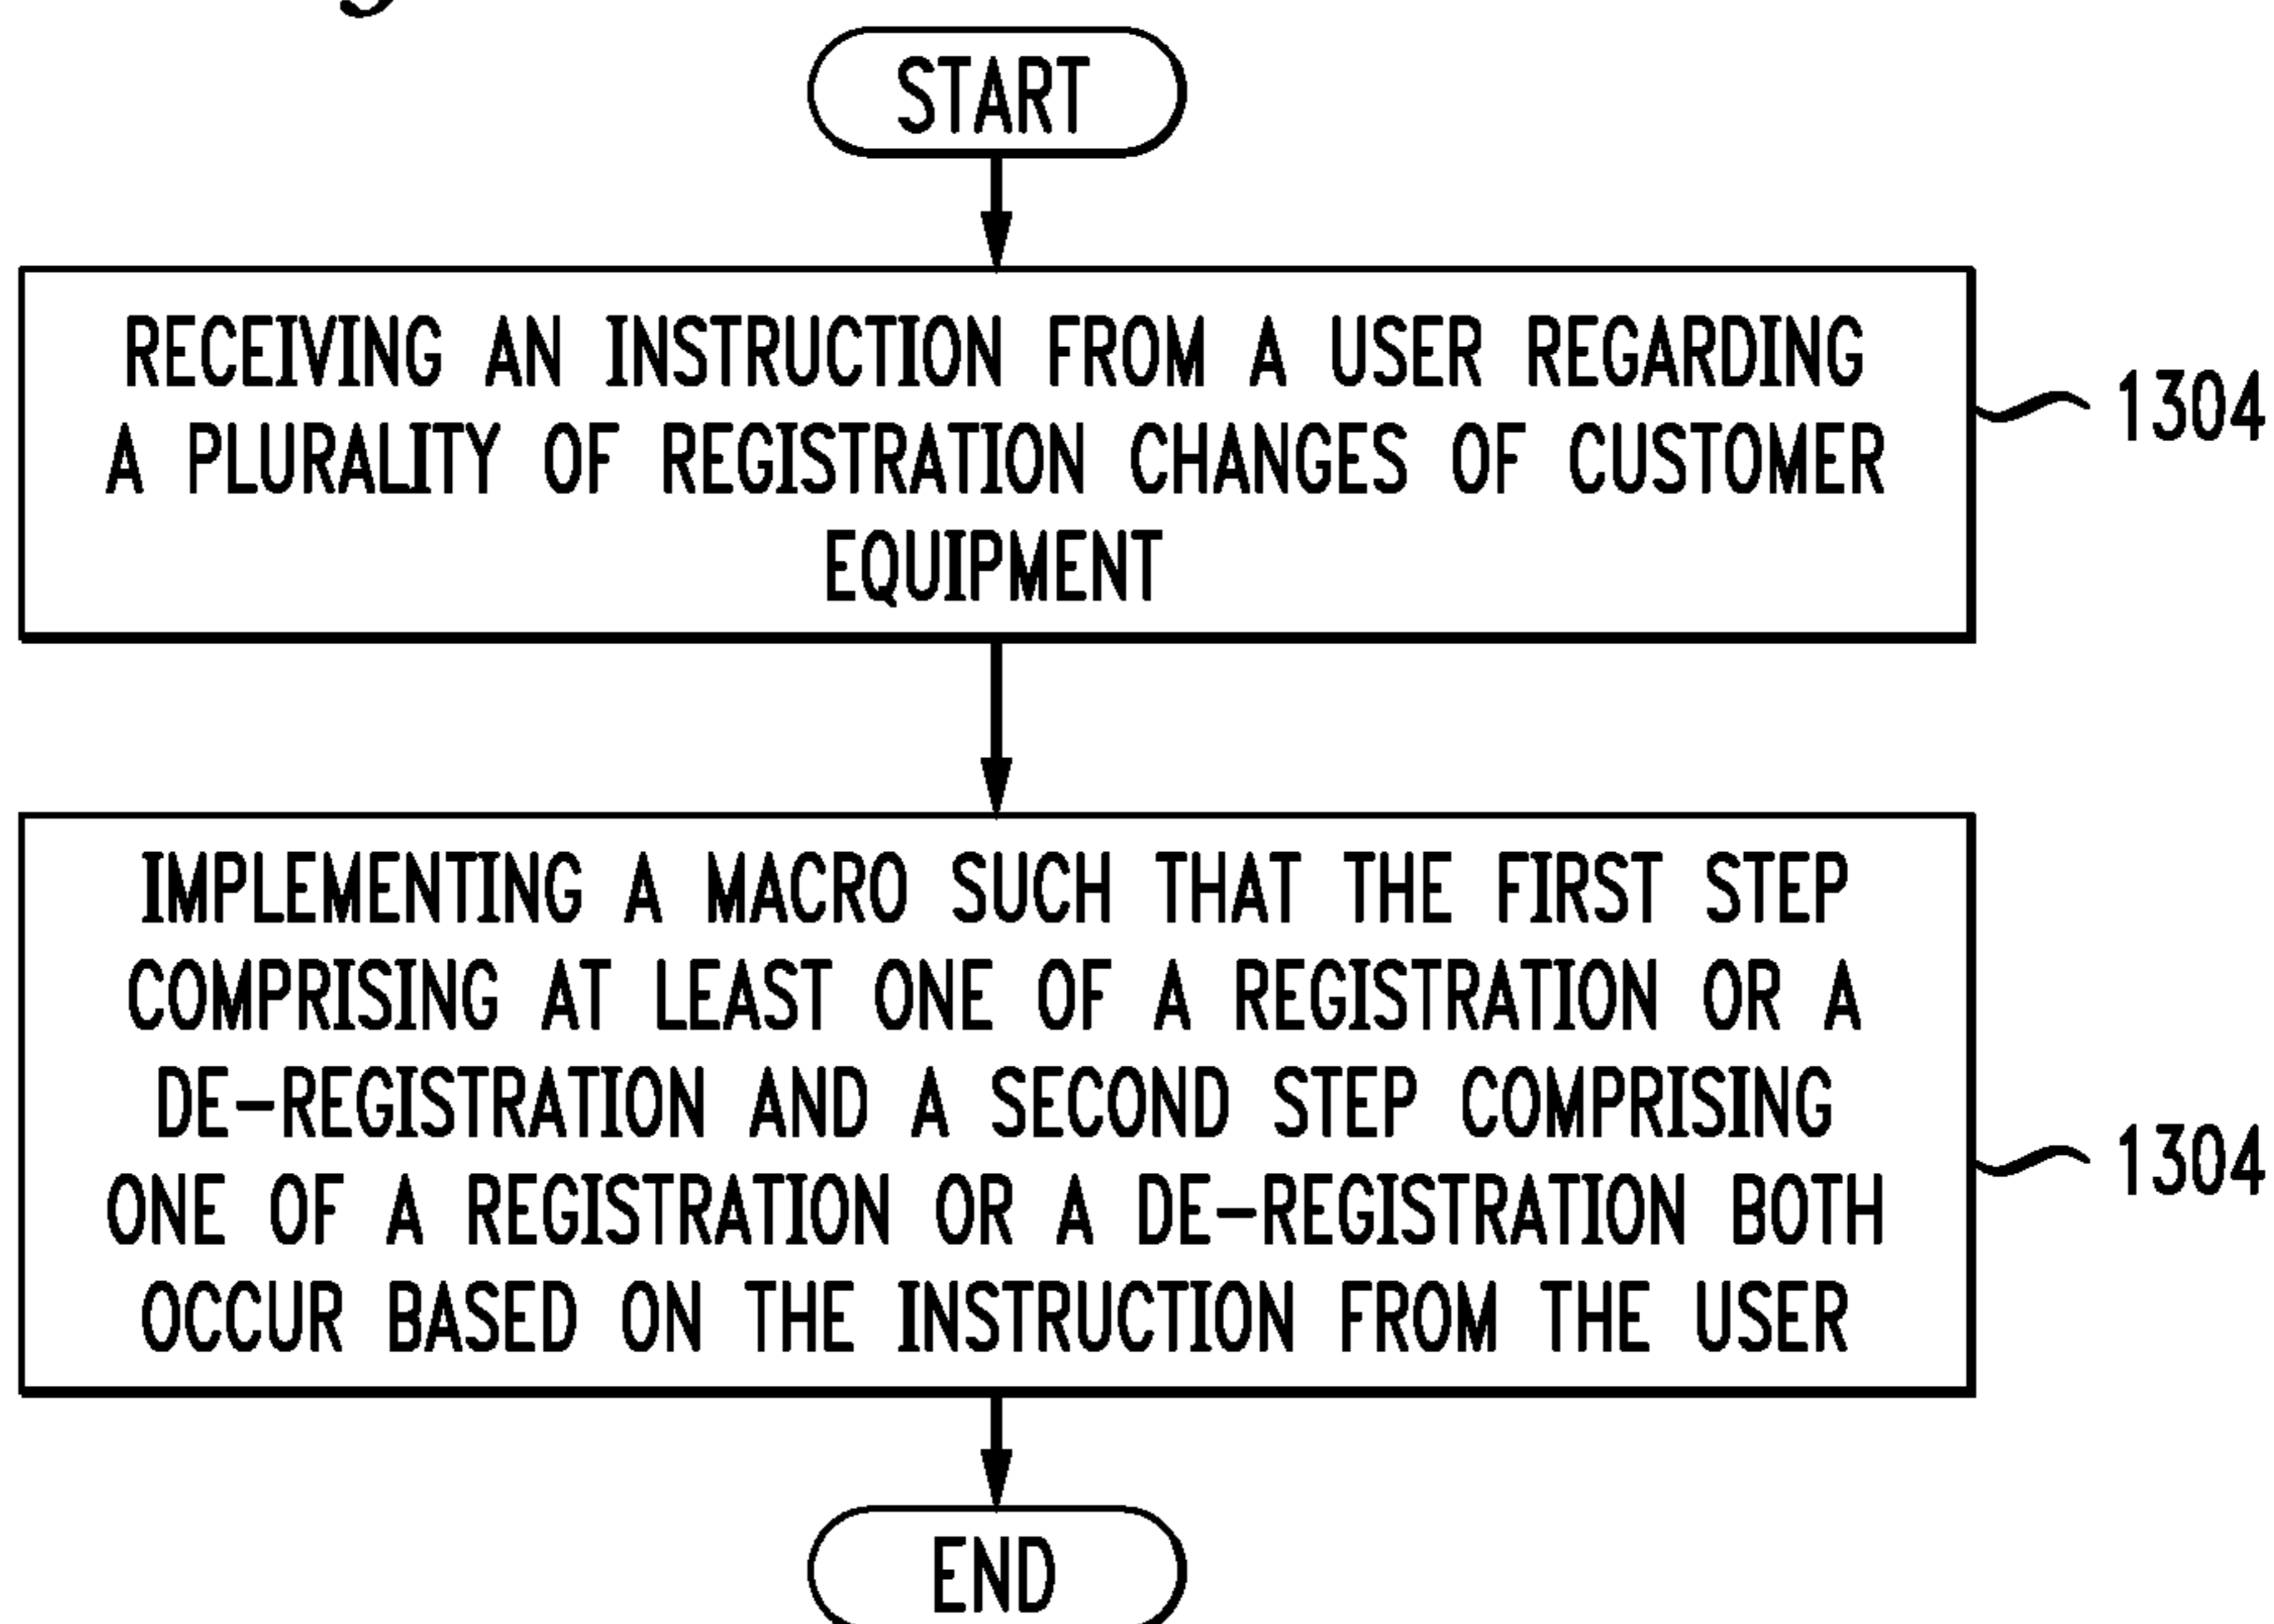 START
RECEIVING AN INSTRUCTION FROM A USER REGARDING
A PLURALITY OF REGISTRATION CHANGES OF CUSTOMER
EQUIPMENT
1304
IMPLEMENTING A MACRO SUCH THAT THE FIRST STEP
COMPRISING AT LEAST ONE OF A REGISTRATION OR A
DE-REGISTRATION AND A SECOND STEP COMPRISING
ONE OF A REGISTRATION OR A DE-REGISTRATION BOTH
OCCUR BASED ON THE INSTRUCTION FROM THE USER
1304
END